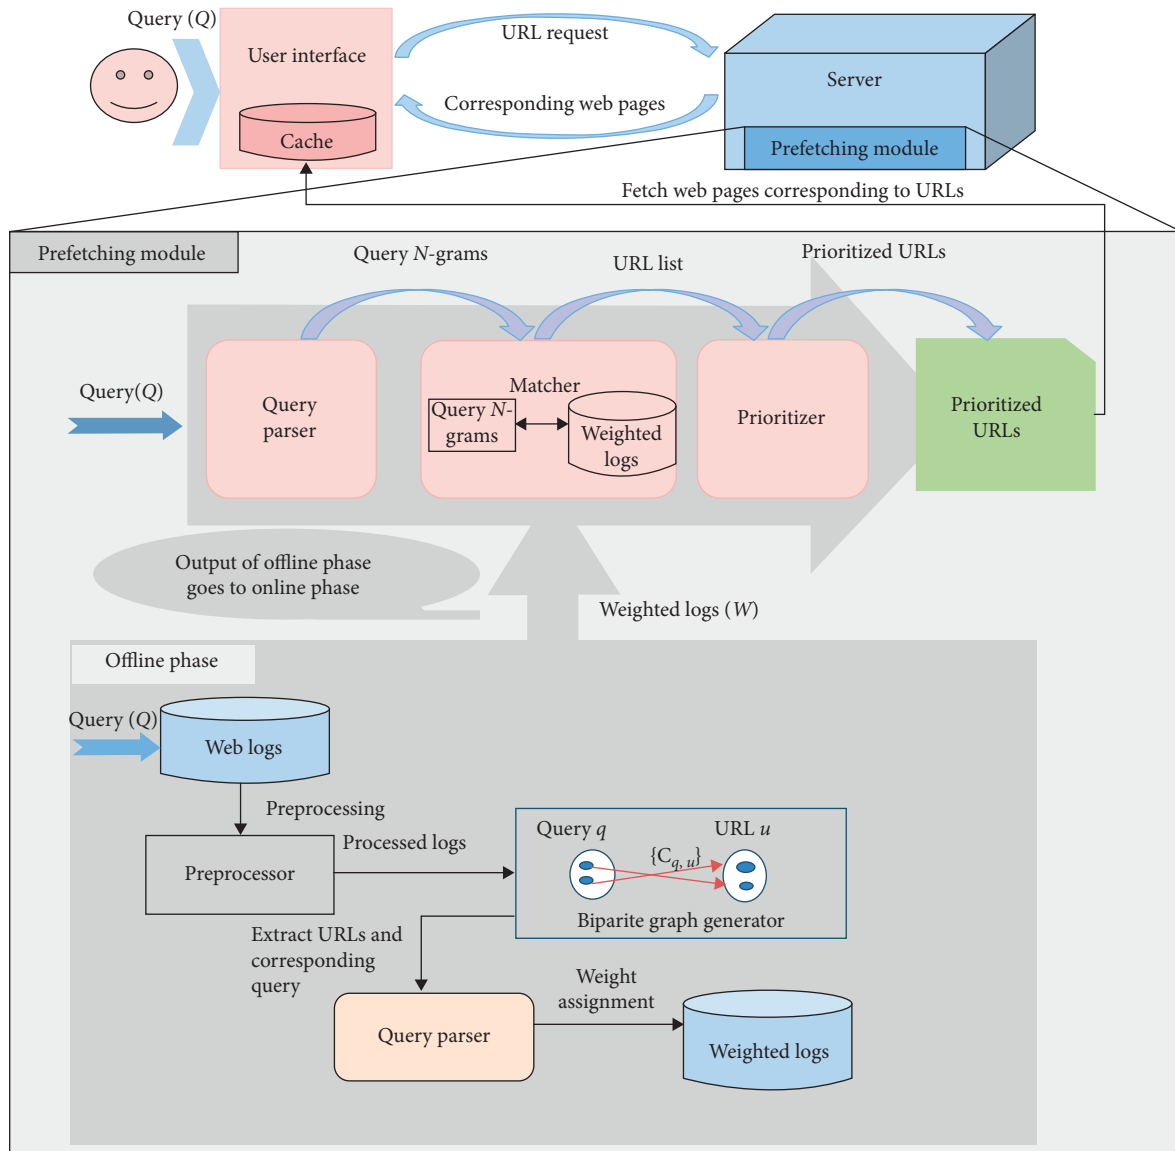 Query (Q)
User interface
Cache
URL request
Corresponding web pages
Server
Prefetching module
Fetch web pages corresponding to URLs
Prefetching module
Query N-grams
URL list
Prioritized URLs
Query(Q)
Query
parser
Matcher
Query N-
grams
Weighted
logs
Prioritizer
Prioritized
URLs
Output of offline phase
goes to online phase
Weighted logs (W)
Offline phase
Query (Q)
Web logs
Preprocessing
Preprocessor
Processed logs
Query q
URL u
{C_{q, u}}
Biparite graph generator
Extract URLs and
corresponding
query
Query parser
Weight
assignment
Weighted logs